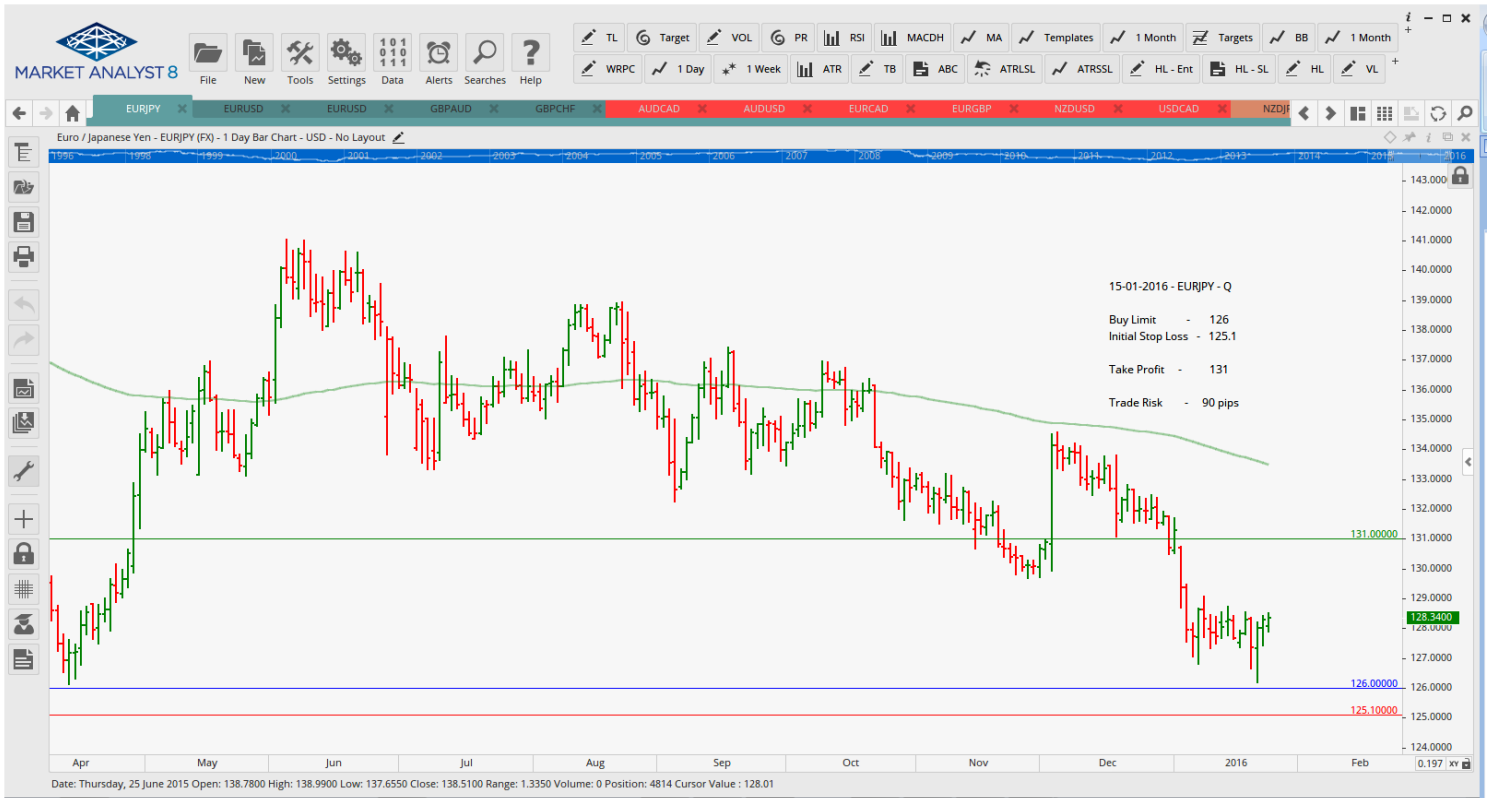 i
TL Target VOL PR RSI MACDH MA Templates 1 Month Targets BB 1 Month +
MARKET ANALYST 8
File New Tools Settings Data Alerts Searches Help
WRPC 1 Day 1 Week ATR TB ABC ATRLSL ATRSSL HL - Ent HL - SL HL VL +
EURJPY EURUSD EURUSD GBPAUD GBPCHF AUDCAD AUDUSD EURCAD EURGBP NZDUSD USDCAD
Euro / Japanese Yen - EURJPY (FX) - 1 Day Bar Chart - USD - No Layout
1996 1998 1999 2000 2001 2002 2003 2004 2005 2006 2007 2008 2009 2010 2011 2012 2013 2014 2015 2016
143.000
142.0000
141.0000
140.0000
15-01-2016 - EURJPY - Q
139.0000
Buy Limit - 126
138.0000
Initial Stop Loss - 125.1
137.0000
Take Profit - 131
136.0000
Trade Risk - 90 pips
135.0000
134.0000
133.0000
132.0000
131.00000
131.0000
130.0000
129.0000
128.3400
128.0000
127.0000
126.00000
126.0000
125.10000
125.0000
124.0000
Apr May Jun Jul Aug Sep Oct Nov Dec 2016 Feb 0.197 XY
Date: Thursday, 25 June 2015 Open: 138.7800 High: 138.9900 Low: 137.6550 Close: 138.5100 Range: 1.3350 Volume: 0 Position: 4814 Cursor Value : 128.01